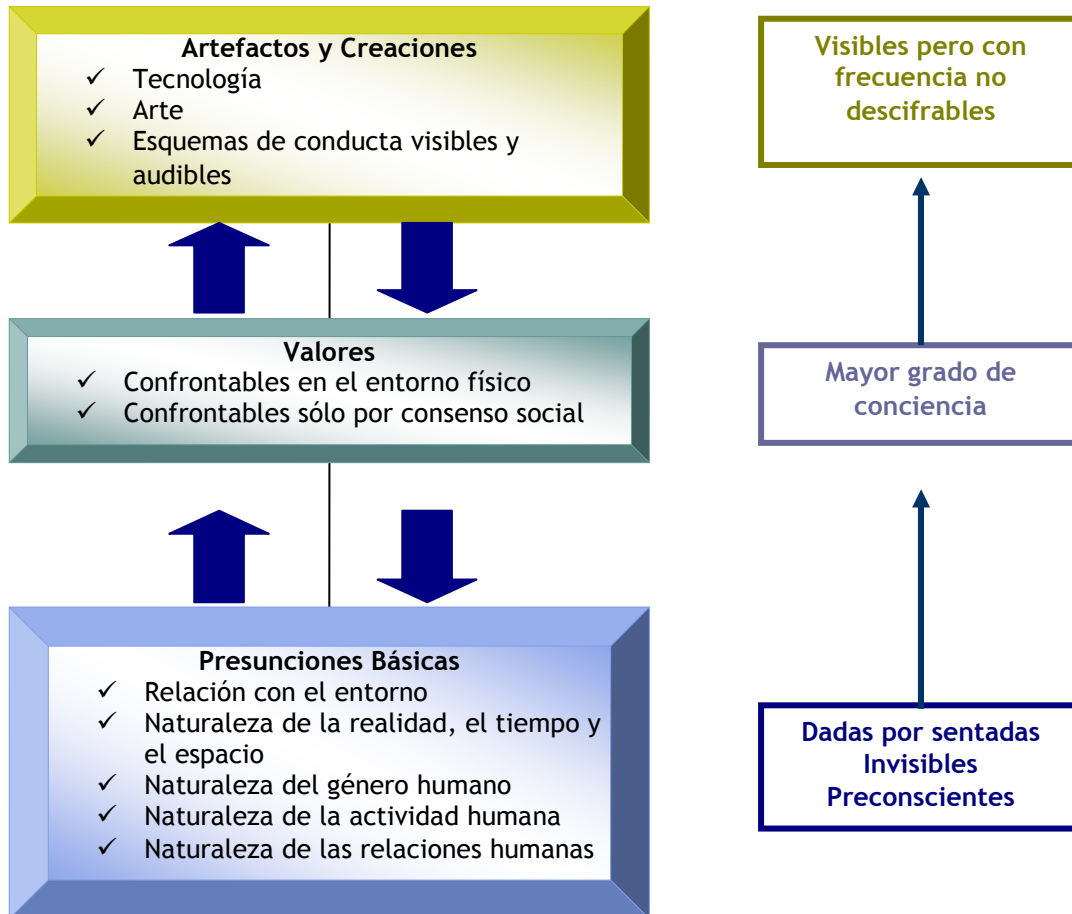 Artefactos y Creaciones
✓ Tecnología
✓ Arte
✓ Esquemas de conducta visibles y
audibles
Visibles pero con
frecuencia no
descifrables
Valores
✓ Confrontables en el entorno físico
✓ Confrontables sólo por consenso social
Mayor grado de
conciencia
Presunciones Básicas
✓ Relación con el entorno
✓ Naturaleza de la realidad, el tiempo y
el espacio
✓ Naturaleza del género humano
✓ Naturaleza de la actividad humana
✓ Naturaleza de las relaciones humanas
Dadas por sentadas
Invisibles
Preconscientes